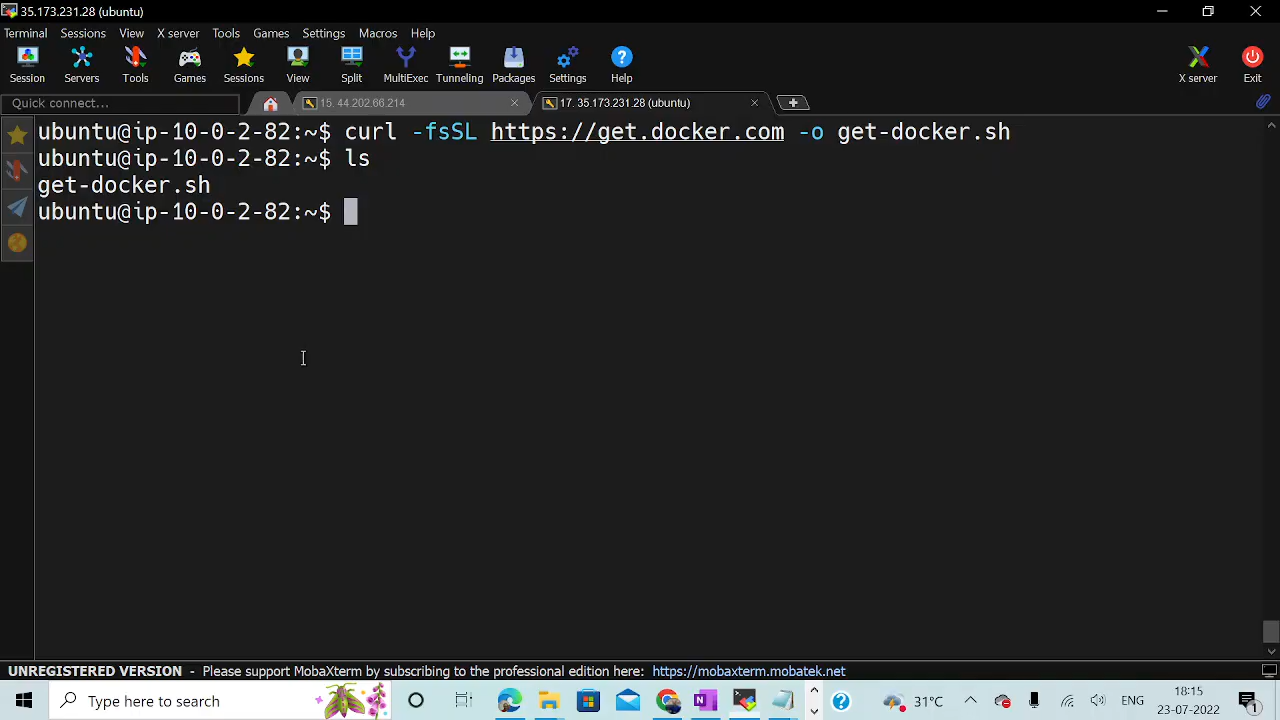 35.173.231.28 (ubuntu)
Terminal Sessions View X server Tools Games Settings Macros Help
Session Servers Tools Games Sessions View Split MultiExec Tunneling Packages Settings Help X server Exit
Quick connect... 15. 44.202.66.214 17. 35.173.231.28 (ubuntu)
ubuntu@ip-10-0-2-82:~$ curl -fsSL https://get.docker.com -o get-docker.sh
ubuntu@ip-10-0-2-82:~$ ls
get-docker.sh
ubuntu@ip-10-0-2-82:~$
UNREGISTERED VERSION - Please support MobaXterm by subscribing to the professional edition here: https://mobaxterm.mobatek.net
Type here to search 31°C ENG 18:15
23-07-2022 1